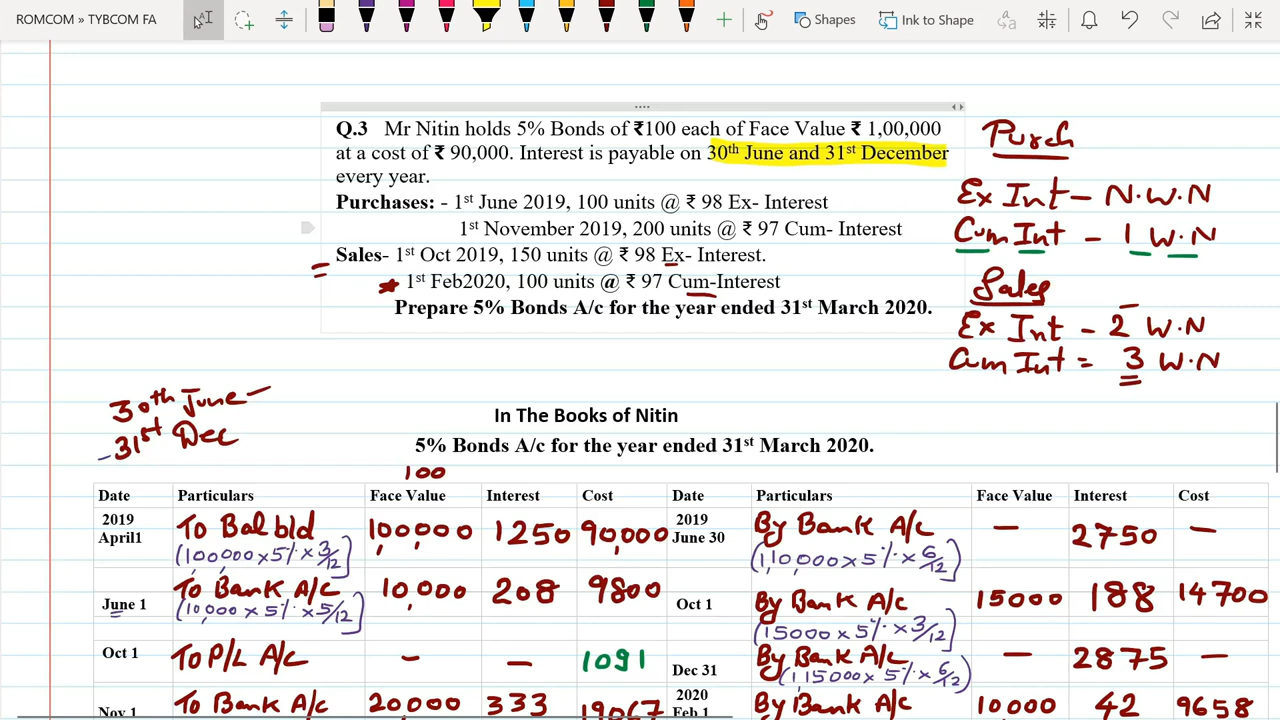 ROMCOM » TYBCOM FA
Shapes
Ink to Shape
Q.3 Mr Nitin holds 5% Bonds of ₹100 each of Face Value ₹ 1,00,000
at a cost of ₹ 90,000. Interest is payable on 30th June and 31st December
every year.
Purchases: - 1st June 2019, 100 units @ ₹ 98 Ex- Interest
1st November 2019, 200 units @ ₹ 97 Cum- Interest
Sales- 1st Oct 2019, 150 units @ ₹ 98 Ex- Interest.
1st Feb2020, 100 units @ ₹ 97 Cum-Interest
Prepare 5% Bonds A/c for the year ended 31st March 2020.
Purch
Ex Int - N.W.N
Cum Int - 1 W.N
Sales
Ex Int - 2 W.N
Cum Int = 3 W.N
30th June -
- 31st Dec
In The Books of Nitin
5% Bonds A/c for the year ended 31st March 2020.
100
Date Particulars Face Value Interest Cost Date Particulars Face Value Interest Cost
2019 April1 To Bal b/d 100,000 1250 90,000 2019 June 30 By Bank A/c — 2750 —
(100,000 x 5% x 3/12) (1,10,000 x 5% x 6/12)
June 1 To Bank A/c 10,000 208 9800 Oct 1 By Bank A/c 15000 188 14700
(10,000 x 5% x 5/12) (15000 x 5% x 3/12)
Oct 1 To P/L A/c — — 1091 Dec 31 By Bank A/c — 2875 —
(1,15000 x 5% x 6/12)
Nov 1 To Bank A/c 20000 333 19067 2020 Feb 1 By Bank A/c 10000 42 9658